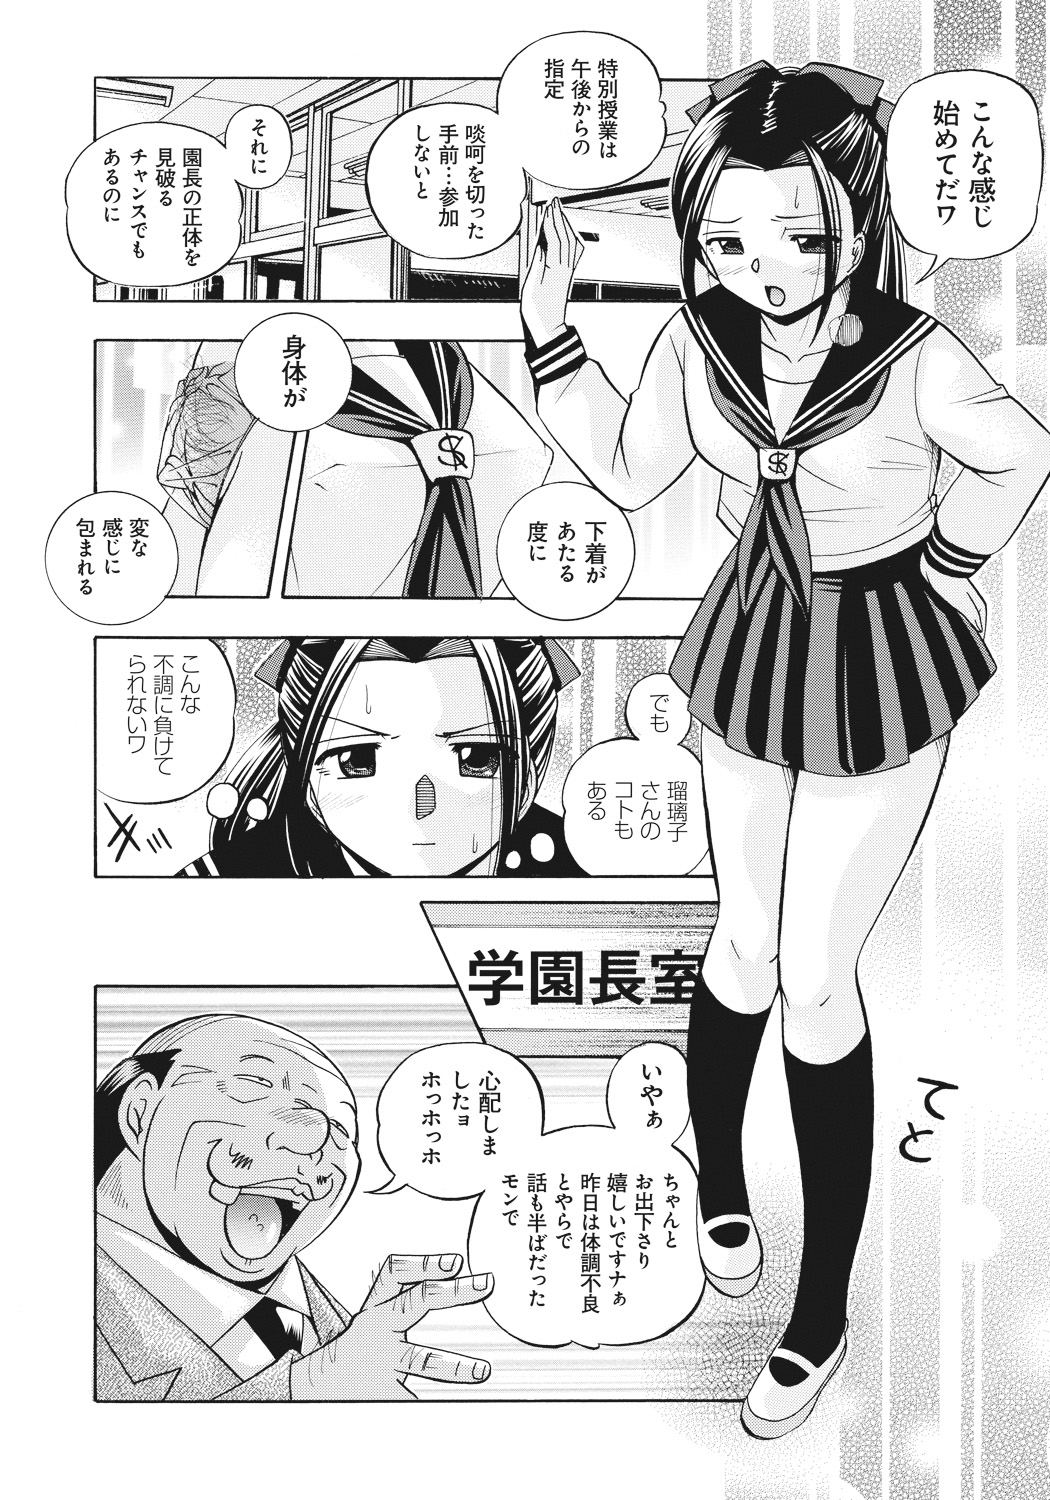 こんな感じ
始めてだワ
特別授業は
午後からの
指定
啖呵を切った
手前…参加
しないと
それに
園長の正体を
見破る
チャンスでも
あるのに
身体が
下着が
あたる
度に
変な
感じに
包まれる
でも
瑠璃子
さんの
コトも
ある
こんな
不調に負けて
られないワ
学園長室
いやぁ
ちゃんと
お出下さり
嬉しいですナぁ
昨日は体調不良
とやらで
話も半ばだった
モンで
心配しま
したョ
ホっホっホ
てと